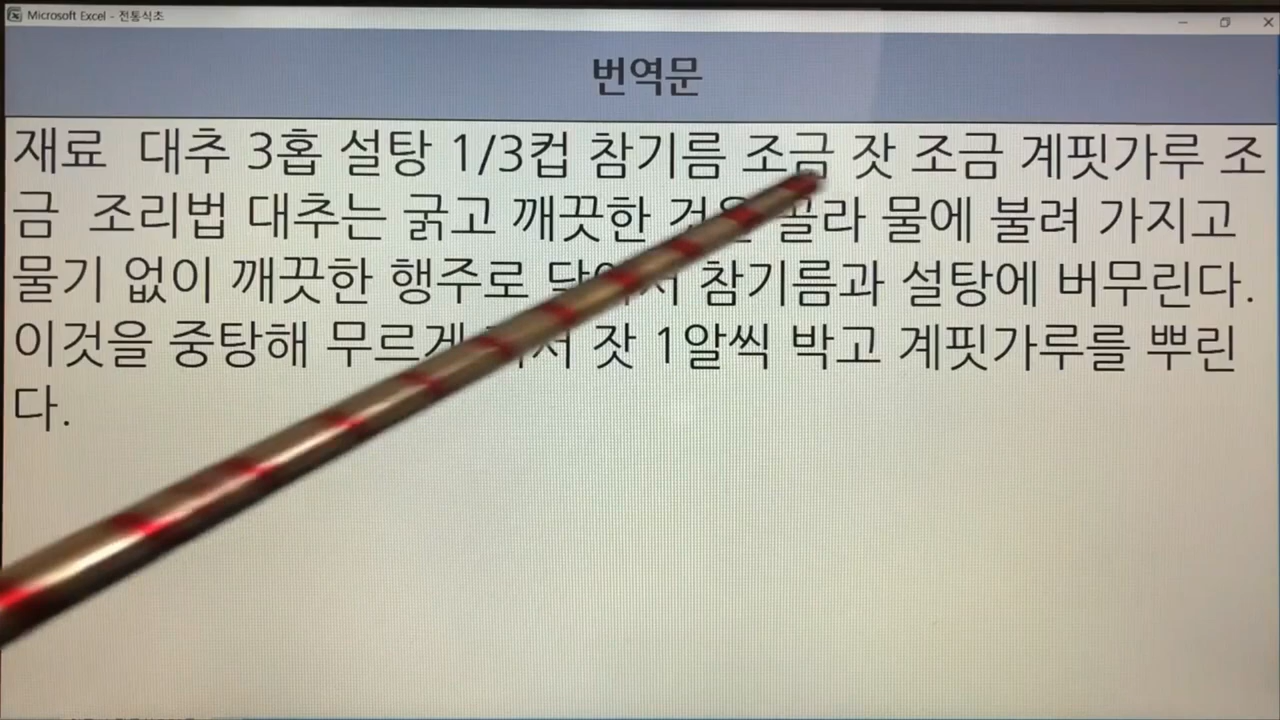 Microsoft Excel - 전통식초
번역문
재료 대추 3홉 설탕 1/3컵 참기름 조금 잣 조금 계핏가루 조
금 조리법 대추는 굵고 깨끗한 것을 골라 물에 불려 가지고
물기 없이 깨끗한 행주로 참기름과 설탕에 버무린다.
이것을 중탕해 무르게 잣 1알씩 박고 계핏가루를 뿌린
다.